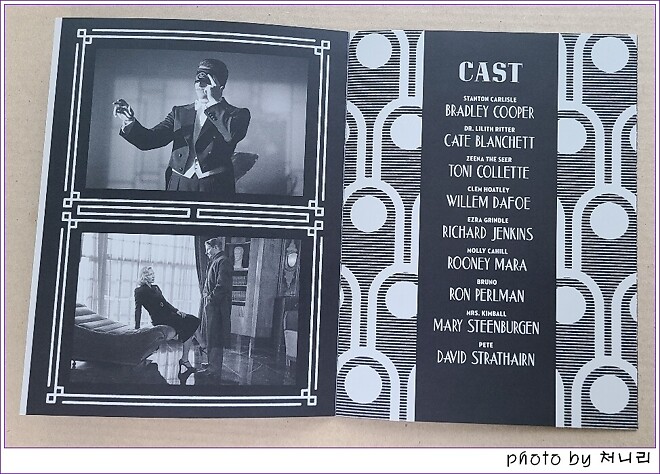 CAST
STANTON CARLISLE
BRADLEY COOPER
DR. LILITH RITTER
CATE BLANCHETT
ZEENA THE SEER
TONI COLLETTE
CLEM HOATLEY
WILLEM DAFOE
EZRA GRINDLE
RICHARD JENKINS
MOLLY CAHILL
ROONEY MARA
BRUNO
RON PERLMAN
MRS. KIMBALL
MARY STEENBURGEN
PETE
DAVID STRATHAIRN
photo by 처니리